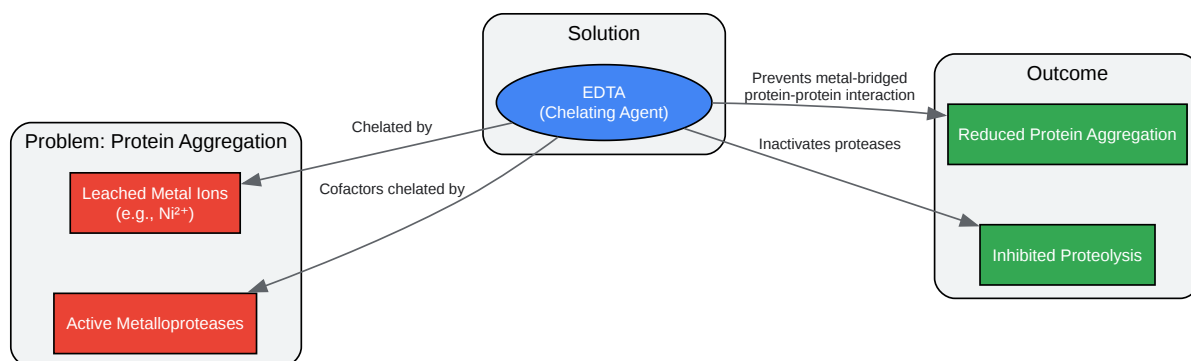 Problem: Protein Aggregation
Leached Metal Ions
(e.g., Ni²⁺)
Active Metalloproteases
Chelated by
Cofactors chelated by
Solution
EDTA
(Chelating Agent)
Prevents metal-bridged
protein-protein interaction
Inactivates proteases
Outcome
Reduced Protein Aggregation
Inhibited Proteolysis